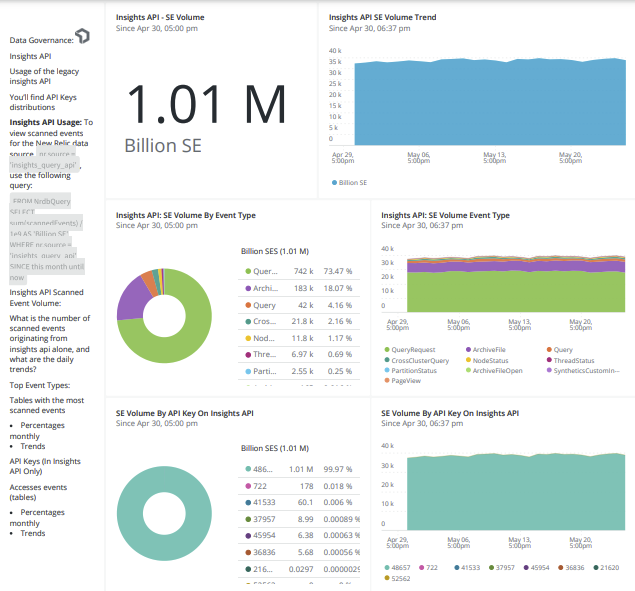 Data Governance:
Insights API
Usage of the legacy
insights API
You'll find API Keys
distributions
Insights API Usage: To
view scanned events
for the New Relic data
source nr.source =
'insights_query_api' ,
use the following
query:
FROM NrdbQuery
SELECT
sum(scannedEvents) /
1e9 AS 'Billion SE'
WHERE nr.source =
'insights_query_api'
SINCE this month until
now
Insights API Scanned
Event Volume:
What is the number of
scanned events
originating from
insights api alone, and
what are the daily
trends?
Top Event Types:
Tables with the most
scanned events
• Percentages
monthly
• Trends
API Keys (In Insights
API Only)
Accesses events
(tables)
• Percentages
monthly
• Trends
Insights API - SE Volume
Since Apr 30, 05:00 pm
1.01 M
Billion SE
Insights API SE Volume Trend
Since Apr 30, 06:37 pm
40 k
35 k
30 k
25 k
20 k
15 k
10 k
5 k
0
Apr 29,
5:00pm
May 06,
5:00pm
May 13,
5:00pm
May 20,
5:00pm
Billion SE
Insights API: SE Volume By Event Type
Since Apr 30, 05:00 pm
Billion SES (1.01 M)
Quer... 742 k 73.47 %
Archi... 183 k 18.07 %
Query 42 k 4.16 %
Cros... 21.8 k 2.16 %
Nod... 11.8 k 1.17 %
Thre... 6.97 k 0.69 %
Parti... 2.55 k 0.25 %
Insights API: SE Volume Event Type
Since Apr 30, 06:37 pm
40 k
30 k
20 k
10 k
0
Apr 29,
5:00pm
May 06,
5:00pm
May 13,
5:00pm
May 20,
5:00pm
QueryRequest ArchiveFile Query
CrossClusterQuery NodeStatus ThreadStatus
PartitionStatus ArchiveFileOpen SyntheticsCustomIn...
PageView
SE Volume By API Key On Insights API
Since Apr 30, 05:00 pm
Billion SES (1.01 M)
486... 1.01 M 99.97 %
722 178 0.018 %
41533 60.1 0.006 %
37957 8.99 0.00089 %
45954 6.38 0.00063 %
36836 5.68 0.00056 %
216... 0.0297 0.0000029
52562 0 0 %
SE Volume By API Key On Insights API
Since Apr 30, 06:37 pm
40 k
30 k
20 k
10 k
0
Apr 29,
5:00pm
May 06,
5:00pm
May 13,
5:00pm
May 20,
5:00pm
48657 722 41533 37957 45954 36836 21620
52562